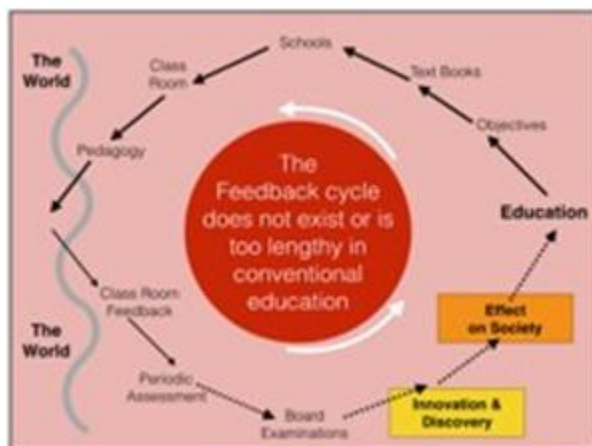 The
World
Class
Room
Schools
Text Books
Objectives
Pedagogy
Education
The
Feedback cycle
does not exist or is
too lengthy in
conventional
education
Class Room
Feedback
The
World
Periodic
Assessment
Board
Examinations
Innovation &
Discovery
Effect
on Society